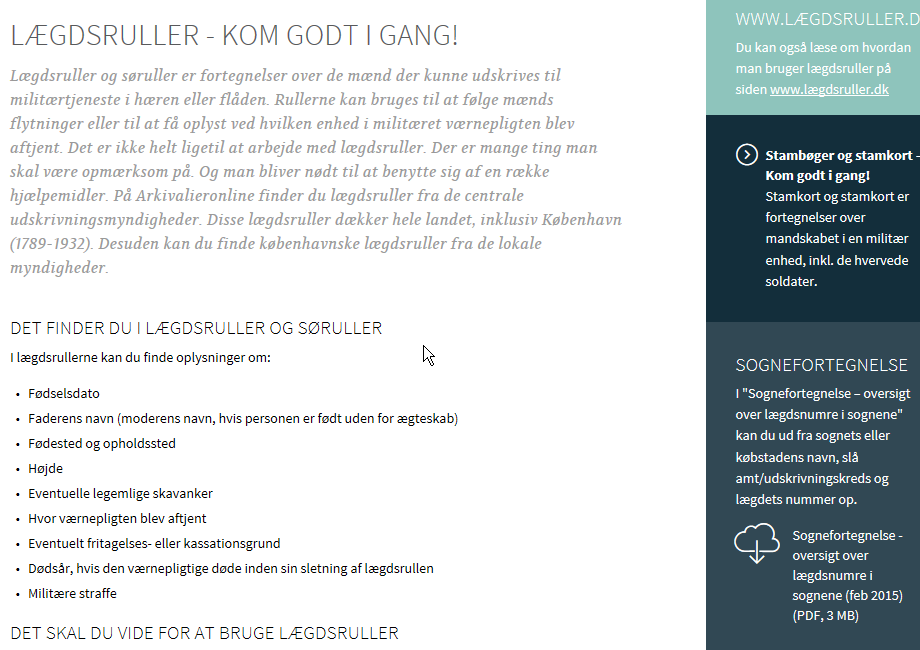 LÆGDSRULLER - KOM GODT I GANG!
Lægdsruller og søruller er fortegnelser over de mænd der kunne udskrives til
militærtjeneste i hæren eller flåden. Rullerne kan bruges til at følge mænds
flytninger eller til at få oplyst ved hvilken enhed i militæret værnepligten blev
aftjent. Det er ikke helt ligetil at arbejde med lægdsruller. Der er mange ting man
skal være opmærksom på. Og man bliver nødt til at benytte sig af en række
hjælpemidler. På Arkivalieronline finder du lægdsruller fra de centrale
udskrivningsmyndigheder. Disse lægdsruller dækker hele landet, inklusiv København
(1789-1932). Desuden kan du finde københavnske lægdsruller fra de lokale
myndigheder.
DET FINDER DU I LÆGDSRULLER OG SØRULLER
I lægdsrullerne kan du finde oplysninger om:
• Fødselsdato
• Faderens navn (moderens navn, hvis personen er født uden for ægteskab)
• Fødested og opholdssted
• Højde
• Eventuelle legemlige skavanker
• Hvor værnepligten blev aftjent
• Eventuelt fritagelses- eller kassationsgrund
• Dødsår, hvis den værnepligtige døde inden sin sletning af lægdsrullen
• Militære straffe
DET SKAL DU VIDE FOR AT BRUGE LÆGDSRULLER
WWW.LÆGDSRULLER.D
Du kan også læse om hvordan
man bruger lægdsruller på
siden www.lægdsruller.dk
Stambøger og stamkort -
Kom godt i gang!
Stamkort og stamkort er
fortegnelser over
mandskabet i en militær
enhed, inkl. de hvervede
soldater.
SOGNEFORTEGNELSE
I "Sognefortegnelse – oversigt
over lægdsnumre i sognene"
kan du ud fra sognets eller
købstadens navn, slå
amt/udskrivningskreds og
lægdets nummer op.
Sognefortegnelse -
oversigt over
lægdsnumre i
sognene (feb 2015)
(PDF, 3 MB)